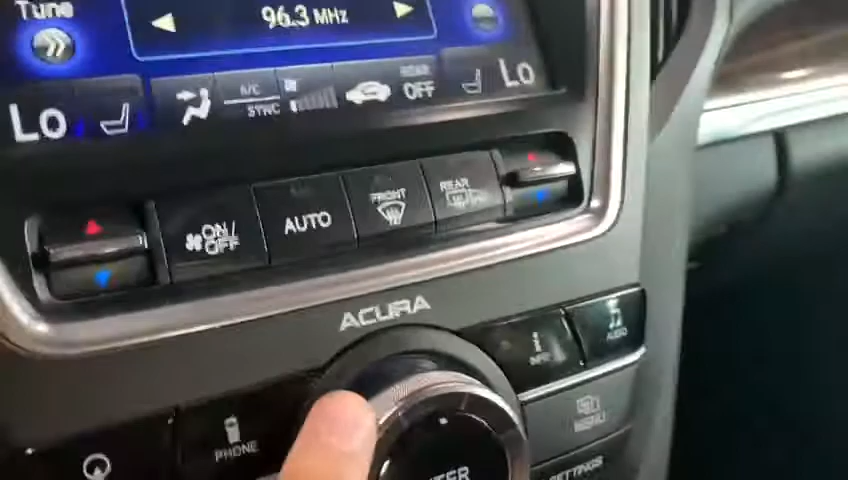 Tune
96.3 MHz
Lo
A/C
SYNC
REAR
OFF
Lo
ON/
OFF
AUTO
FRONT
REAR
ACURA
INFO
AUDIO
PHONE
MENU
ENTER
SETTINGS